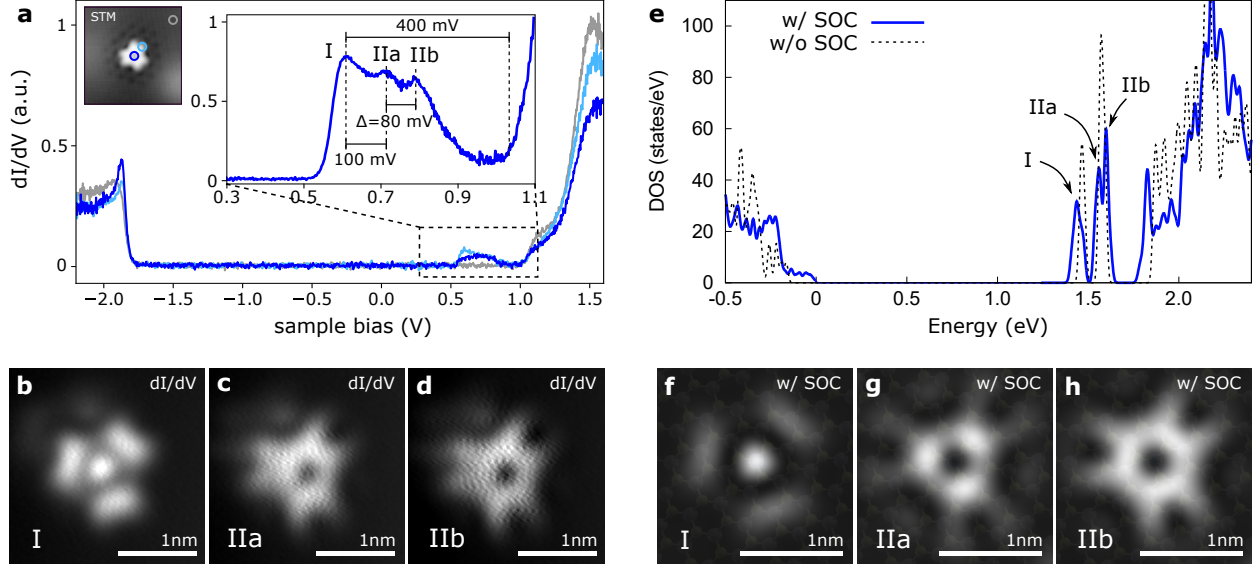 a
STM
dI/dV (a.u.)
1
0.5
0
−2.0
−1.5
−1.0
−0.5
0.0
0.5
1.0
1.5
sample bias (V)
1
0.5
0
0.3
0.5
0.7
0.9
1.1
400 mV
I
IIa
IIb
Δ=80 mV
100 mV
e
w/ SOC
w/o SOC
DOS (states/eV)
100
80
60
40
20
0
-0.5
0
0.5
1.0
1.5
2.0
Energy (eV)
I
IIa
IIb
b
dI/dV
I
1nm
c
dI/dV
IIa
1nm
d
dI/dV
IIb
1nm
f
w/ SOC
I
1nm
g
w/ SOC
IIa
1nm
h
w/ SOC
IIb
1nm